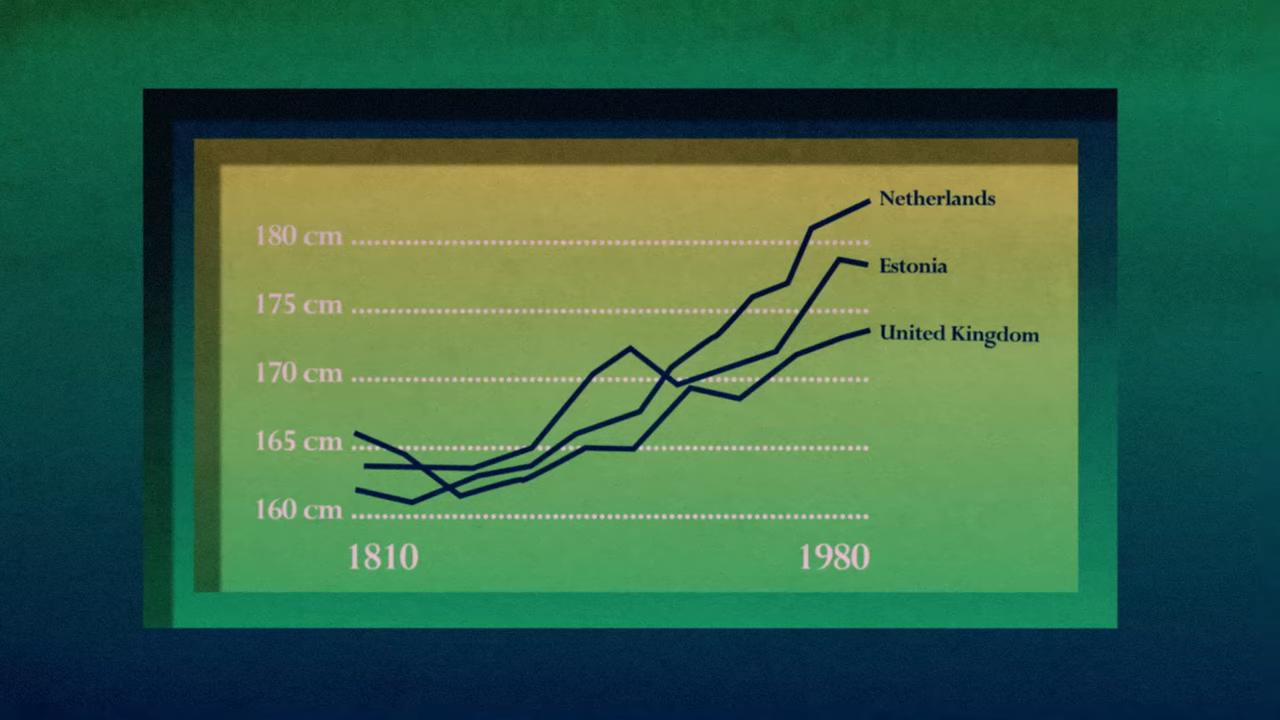 Netherlands
180 cm
Estonia
175 cm
United Kingdom
170 cm
165 cm
160 cm
1810 1980